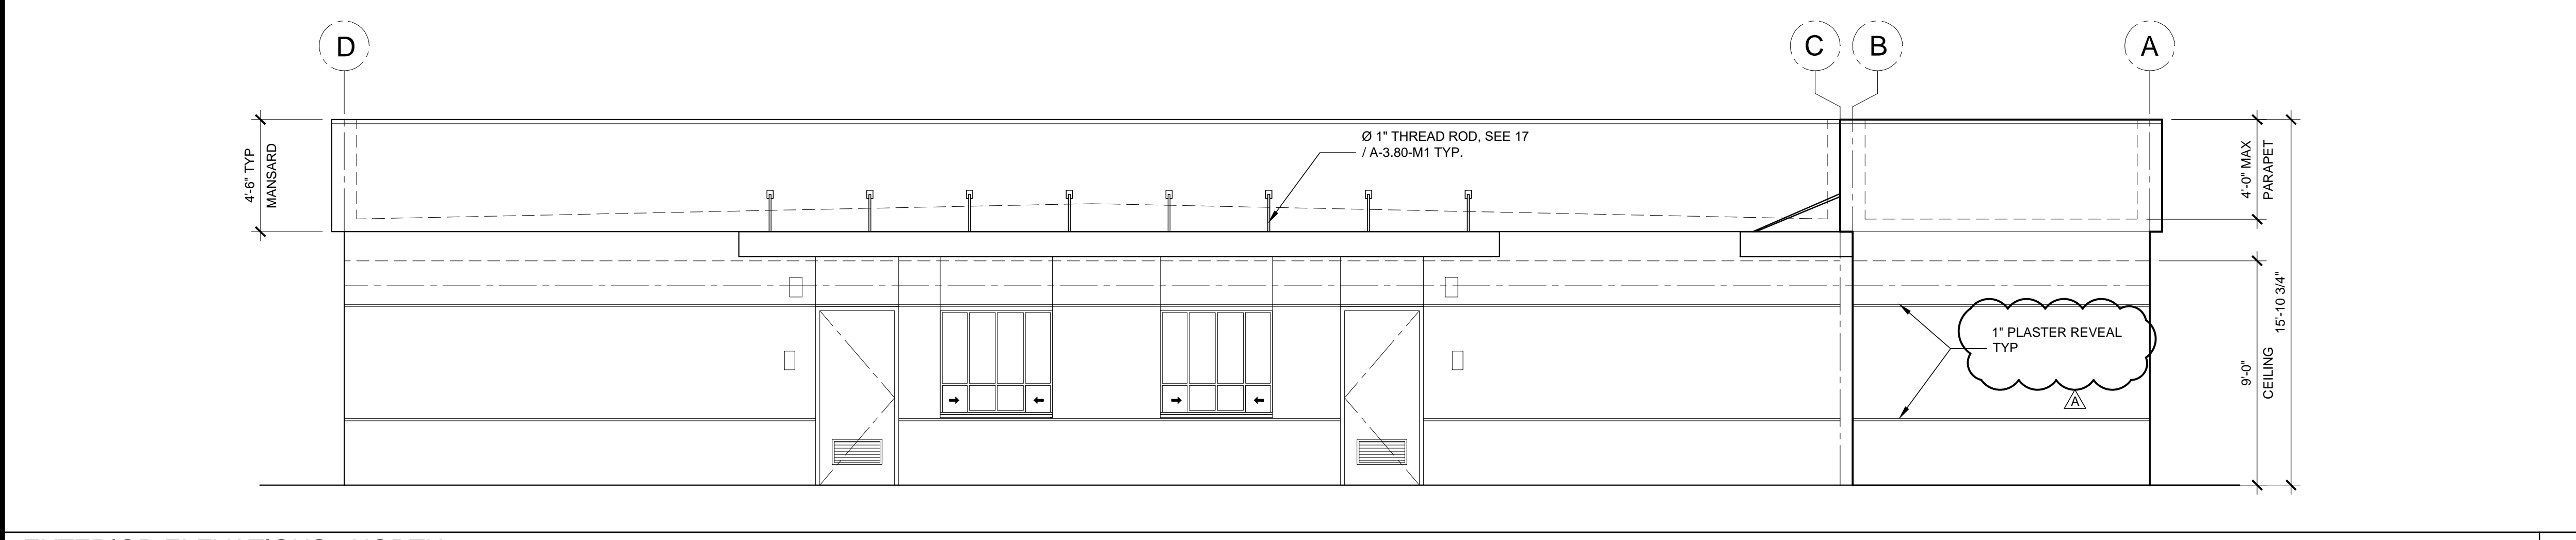 D
C
B
A
4'-6" TYP
MANSARD
Ø 1" THREAD ROD, SEE 17
/ A-3.80-M1 TYP.
4'-0" MAX
PARAPET
15'-10 3/4"
1" PLASTER REVEAL
TYP
A
9'-0"
CEILING